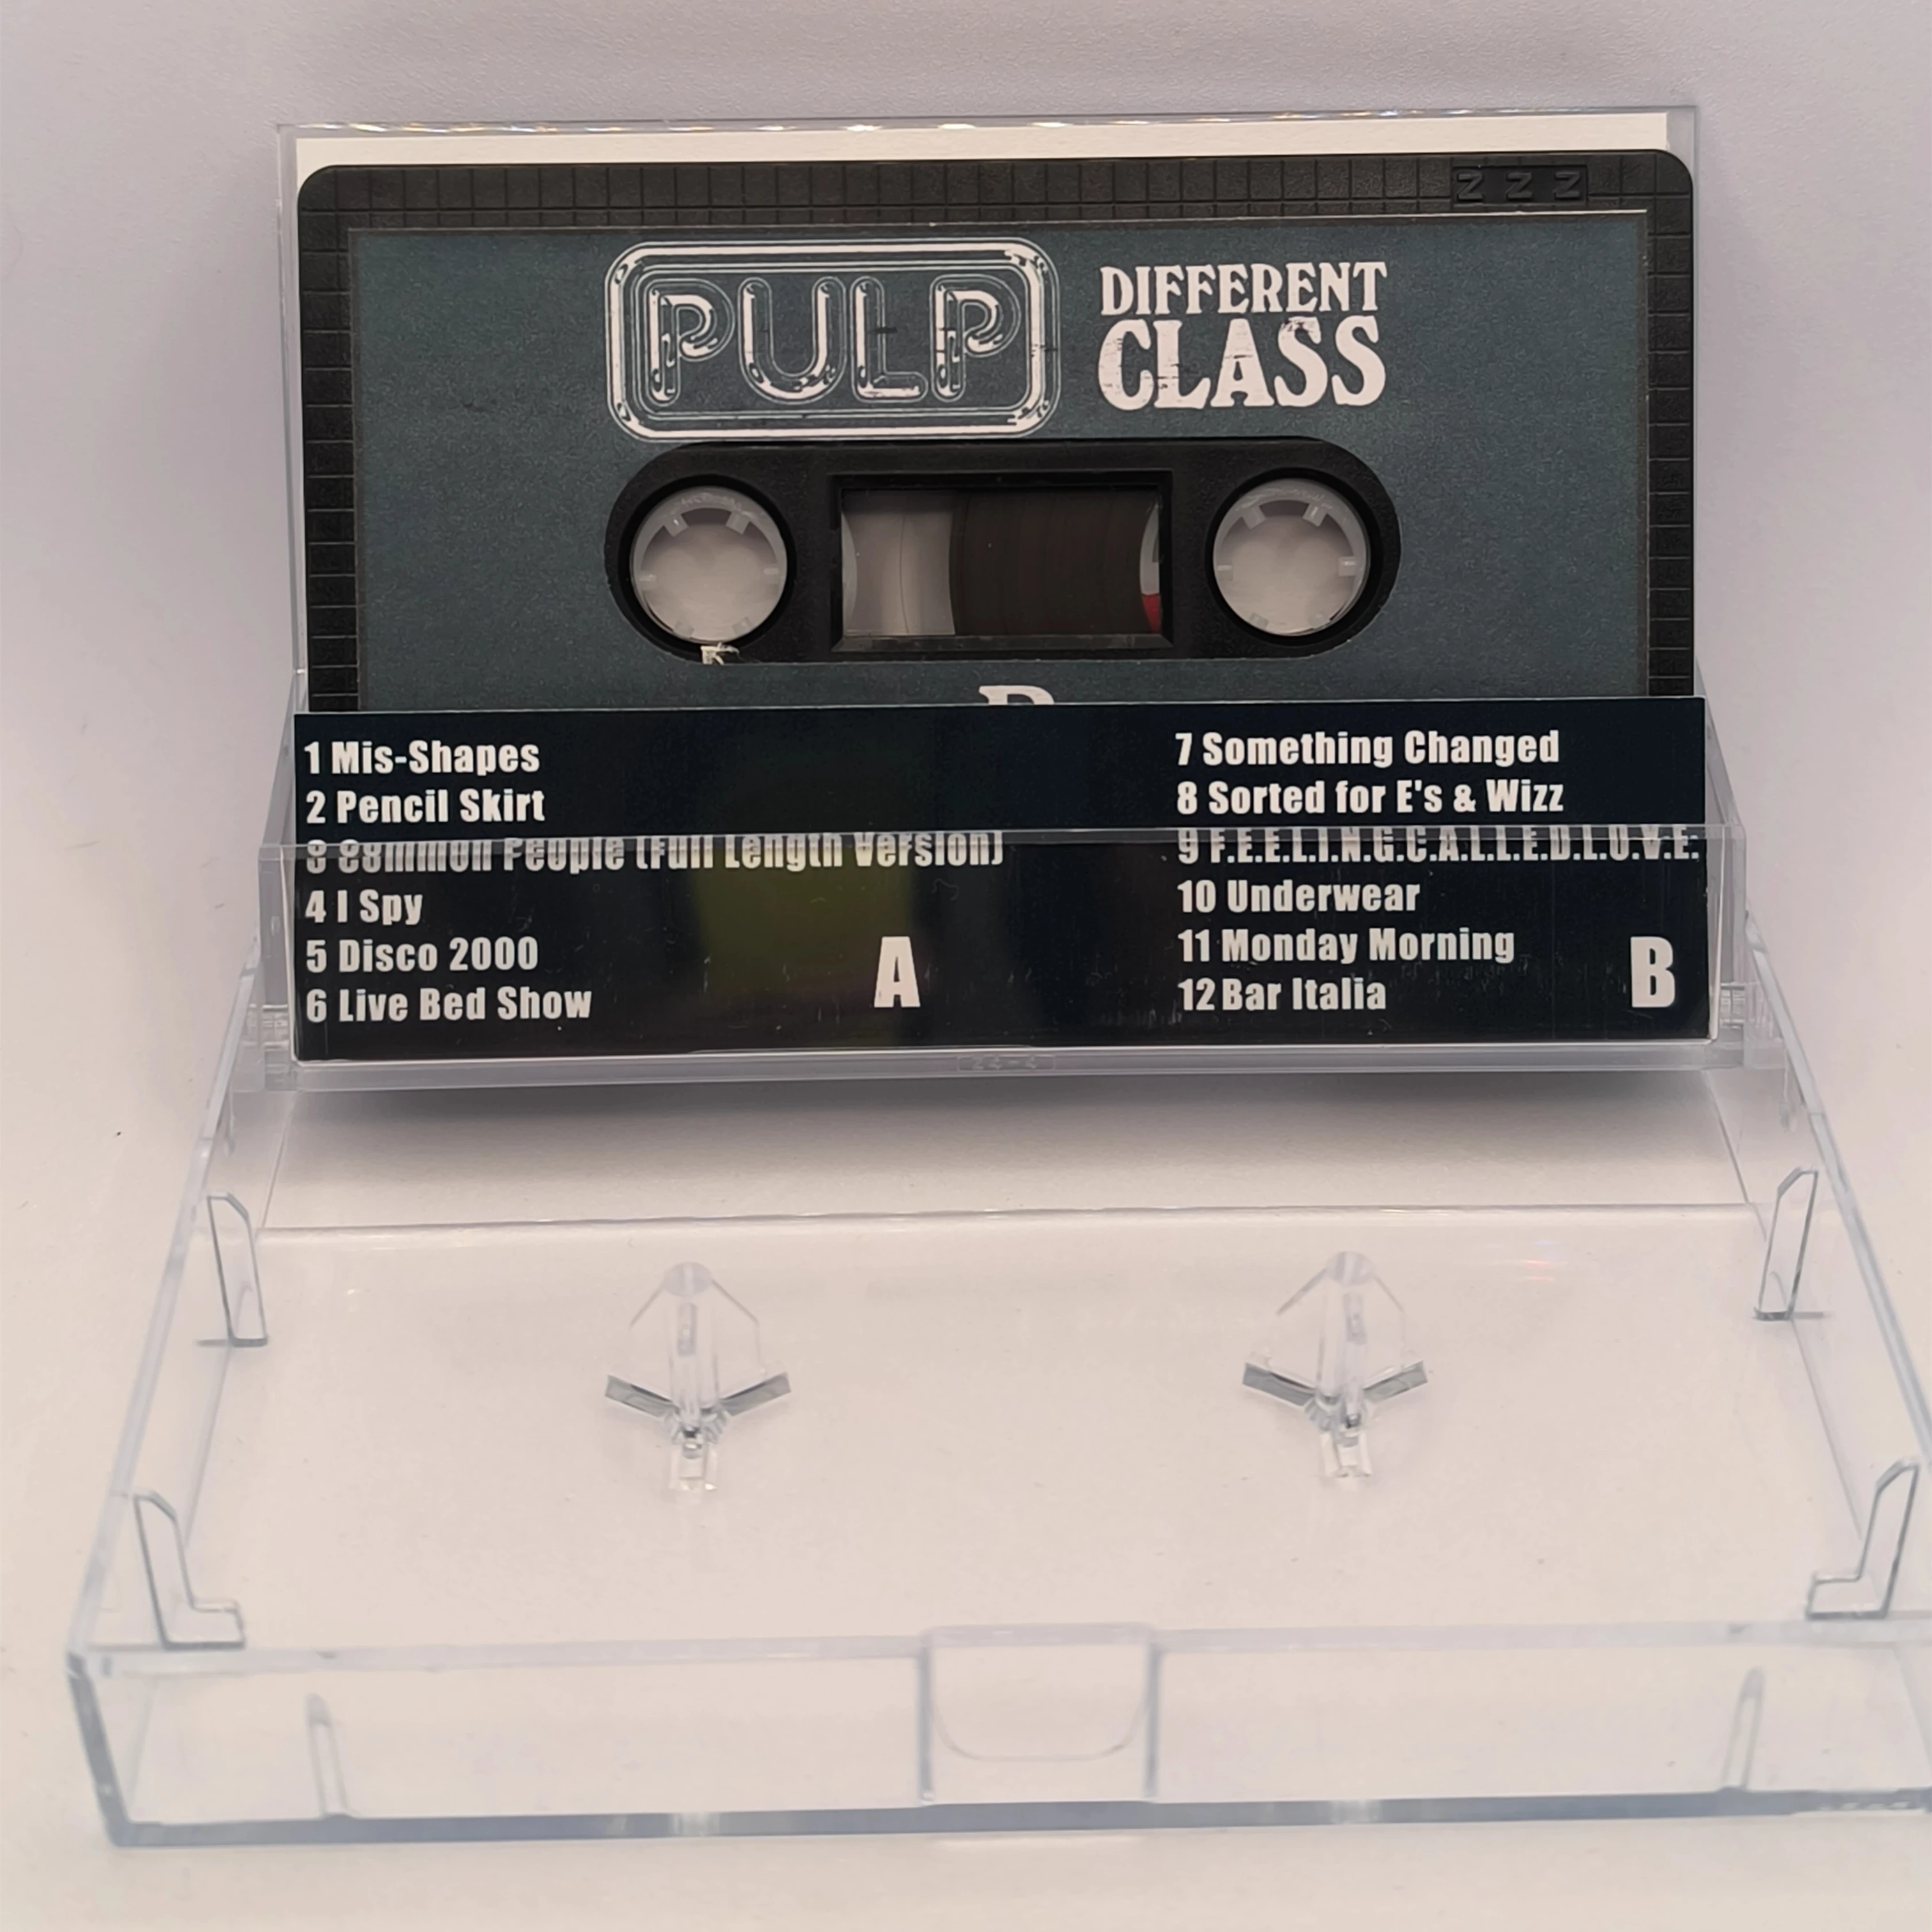 Z Z Z
PULP
DIFFERENT
CLASS
1 Mis-Shapes
2 Pencil Skirt
3 Common People (Full Length Version)
4 I Spy
5 Disco 2000
6 Live Bed Show
A
7 Something Changed
8 Sorted for E's & Wizz
9 F.E.E.L.I.N.G.C.A.L.L.E.D.L.O.V.E.
10 Underwear
11 Monday Morning
12 Bar Italia
B